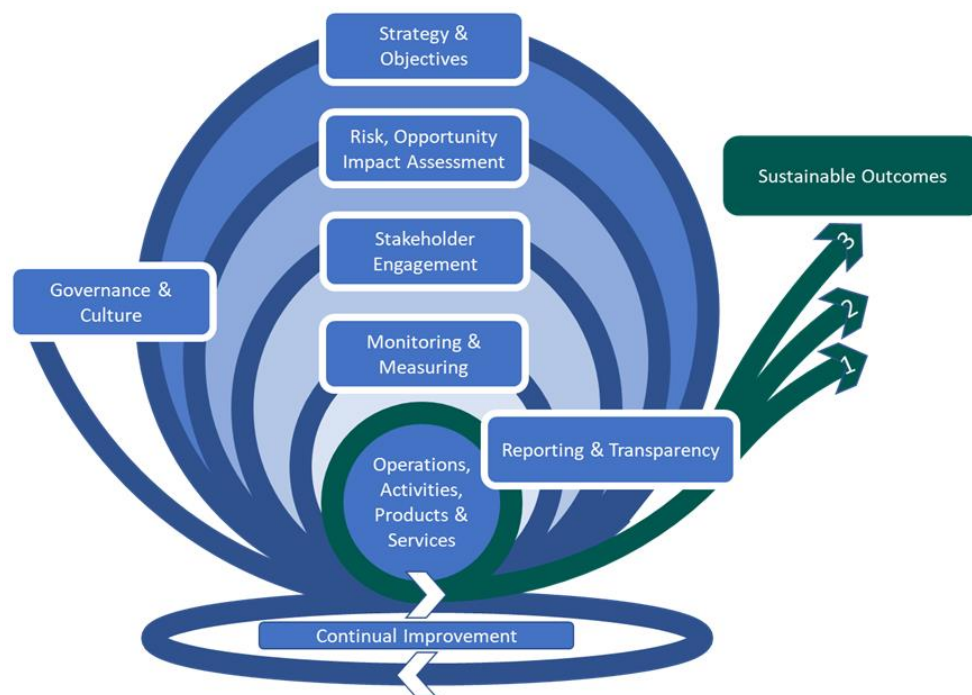 Strategy &
Objectives
Risk, Opportunity
Impact Assessment
Sustainable Outcomes
Stakeholder
Engagement
3
Governance &
Culture
2
Monitoring &
Measuring
1
Reporting & Transparency
Operations,
Activities,
Products &
Services
Continual Improvement